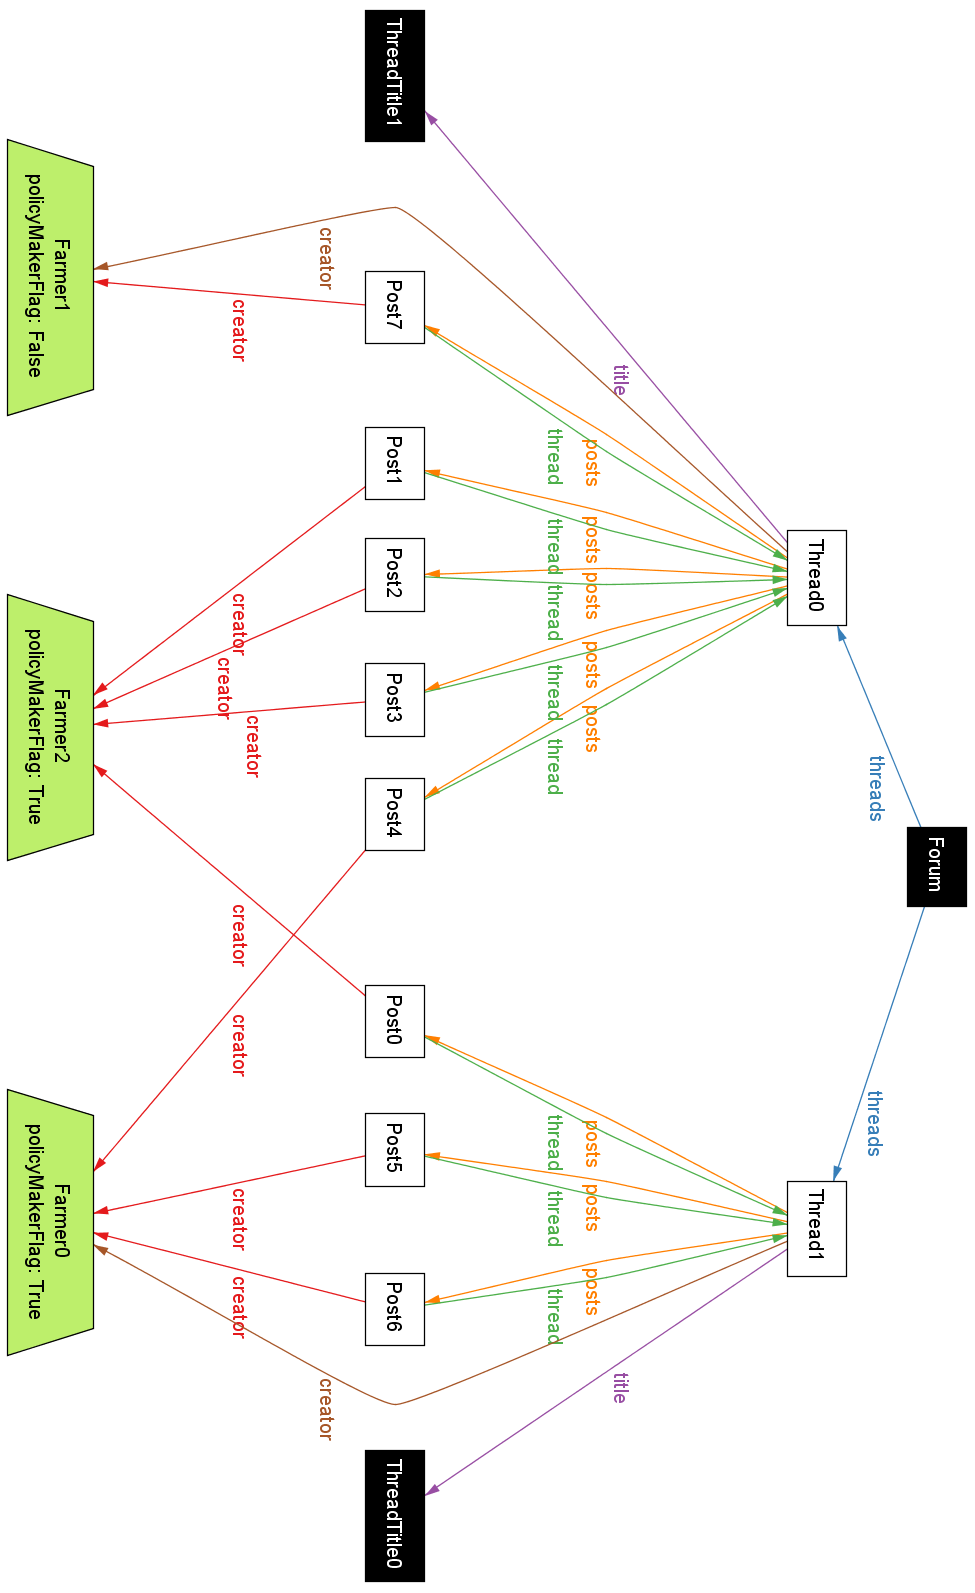 Forum
threads
threads
Thread0
Thread1
title
title
posts
posts
posts
posts
posts
posts
posts
posts
thread
thread
thread
thread
thread
thread
thread
thread
ThreadTitle1
Post7
Post1
Post2
Post3
Post4
Post0
Post5
Post6
ThreadTitle0
creator
creator
creator
creator
creator
creator
creator
creator
creator
creator
Farmer1
policyMakerFlag: False
Farmer2
policyMakerFlag: True
Farmer0
policyMakerFlag: True